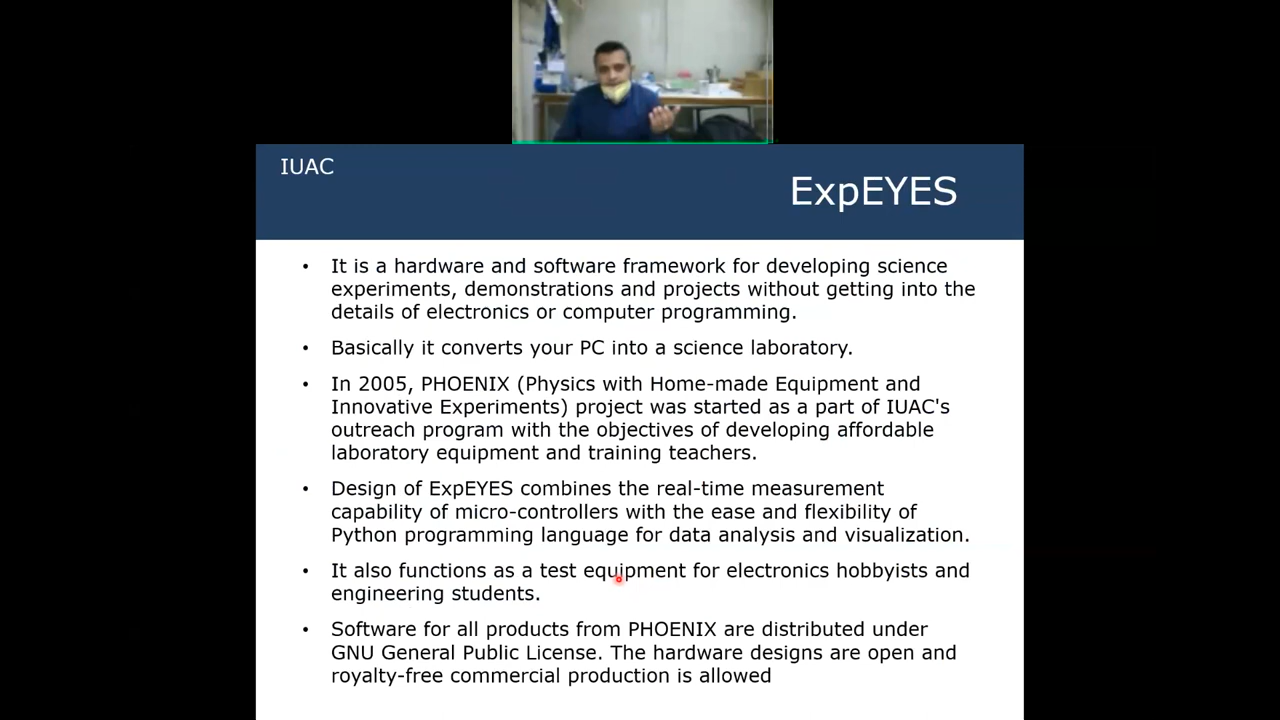 IUAC
ExpEYES
• It is a hardware and software framework for developing science
experiments, demonstrations and projects without getting into the
details of electronics or computer programming.
• Basically it converts your PC into a science laboratory.
• In 2005, PHOENIX (Physics with Home-made Equipment and
Innovative Experiments) project was started as a part of IUAC's
outreach program with the objectives of developing affordable
laboratory equipment and training teachers.
• Design of ExpEYES combines the real-time measurement
capability of micro-controllers with the ease and flexibility of
Python programming language for data analysis and visualization.
• It also functions as a test equipment for electronics hobbyists and
engineering students.
• Software for all products from PHOENIX are distributed under
GNU General Public License. The hardware designs are open and
royalty-free commercial production is allowed